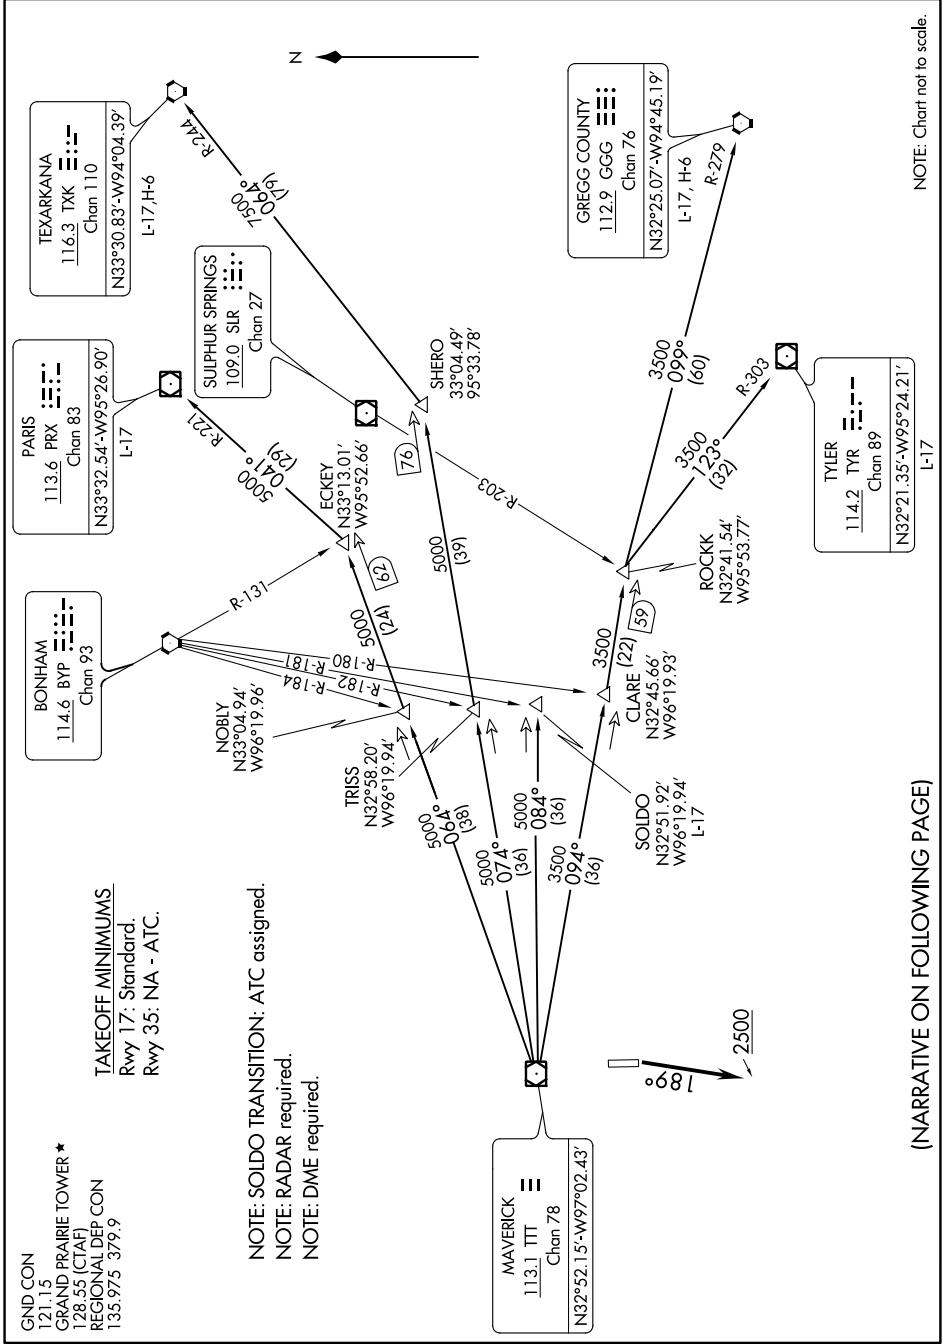 GND CON
121.15
GRAND PRAIRIE TOWER ★
128.55 (CTAF)
REGIONAL DEP CON
135.975 379.9
TAKEOFF MINIMUMS
Rwy 17: Standard.
Rwy 35: NA - ATC.
NOTE: SOLDO TRANSITION: ATC assigned.
NOTE: RADAR required.
NOTE: DME required.
BONHAM
114.6 BYP
Chan 93
PARIS
113.6 PRX
Chan 83
N33°32.54'-W95°26.90'
L-17
TEXARKANA
116.3 TXK
Chan 110
N33°30.83'-W94°04.39'
L-17,H-6
SULPHUR SPRINGS
109.0 SLR
Chan 27
N
R-131
R-184
R-181
R-182
R-180
R-221
5000
041°
(29)
R-244
7500
064°
(79)
NOBLY
N33°04.94'
W96°19.96'
ECKEY
N33°13.01'
W95°52.66'
5000
(24)
62
SHERO
33°04.49'
95°33.78'
76
5000
(39)
R-203
TRISS
N32°58.20'
W96°19.94'
5000
064°
(38)
5000
074°
(36)
5000
084°
(36)
3500
094°
(36)
SOLDO
N32°51.92'
W96°19.94'
L-17
CLARE
N32°45.66'
W96°19.93'
3500
(22)
59
ROCKK
N32°41.54'
W95°53.77'
3500
099°
(60)
R-279
3500
123°
(32)
R-303
GREGG COUNTY
112.9 GGG
Chan 76
N32°25.07'-W94°45.19'
L-17, H-6
TYLER
114.2 TYR
Chan 89
N32°21.35'-W95°24.21'
L-17
MAVERICK
113.1 TTT
Chan 78
N32°52.15'-W97°02.43'
189°
2500
(NARRATIVE ON FOLLOWING PAGE)
NOTE: Chart not to scale.